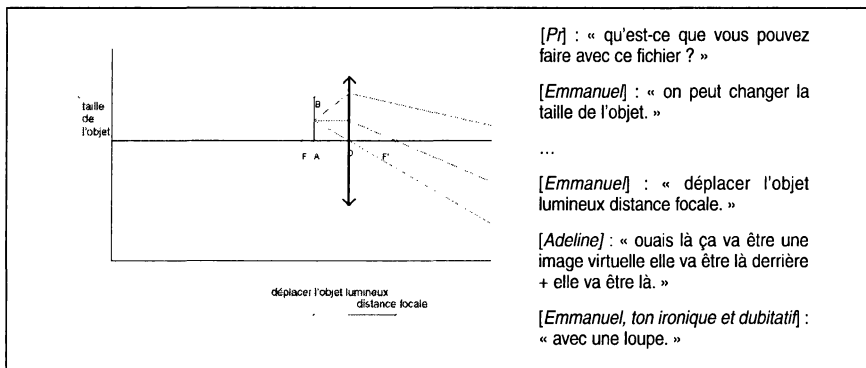 taille
de
l'objet
B
F A O F'
déplacer l'objet lumineux
distance focale
[Pr] : « qu'est-ce que vous pouvez
faire avec ce fichier ? »
[Emmanuel] : « on peut changer la
taille de l'objet. »
...
[Emmanuel] : « déplacer l'objet
lumineux distance focale. »
[Adeline] : « ouais là ça va être une
image virtuelle elle va être là derrière
+ elle va être là. »
[Emmanuel, ton ironique et dubitatif] :
« avec une loupe. »